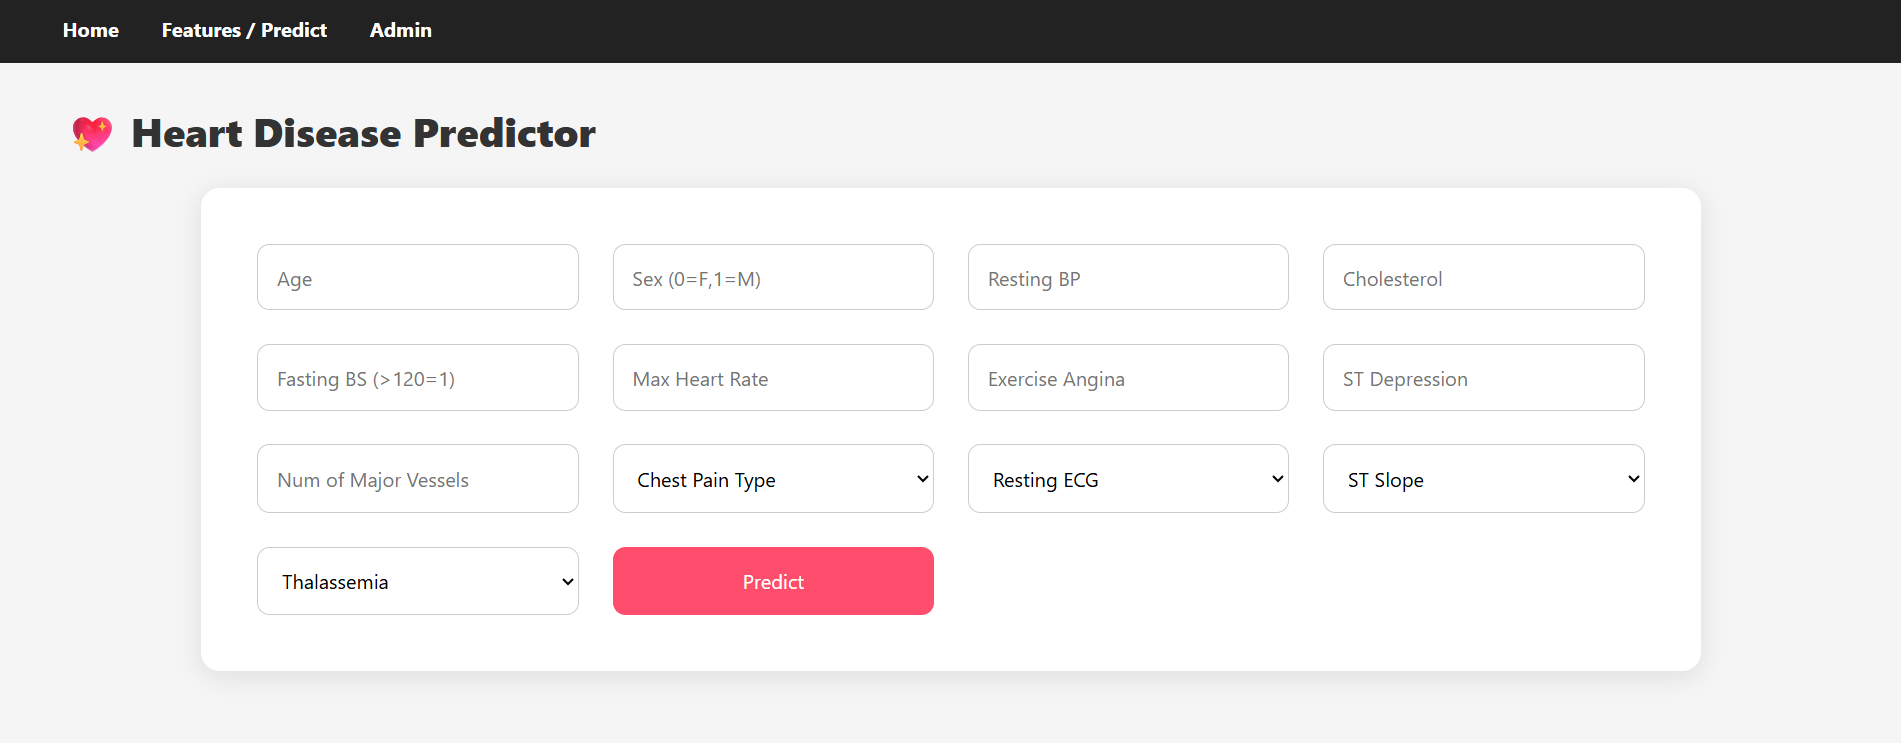 Home Features / Predict Admin
💖 Heart Disease Predictor
Age Sex (0=F,1=M) Resting BP Cholesterol
Fasting BS (>120=1) Max Heart Rate Exercise Angina ST Depression
Num of Major Vessels Chest Pain Type Resting ECG ST Slope
Thalassemia Predict